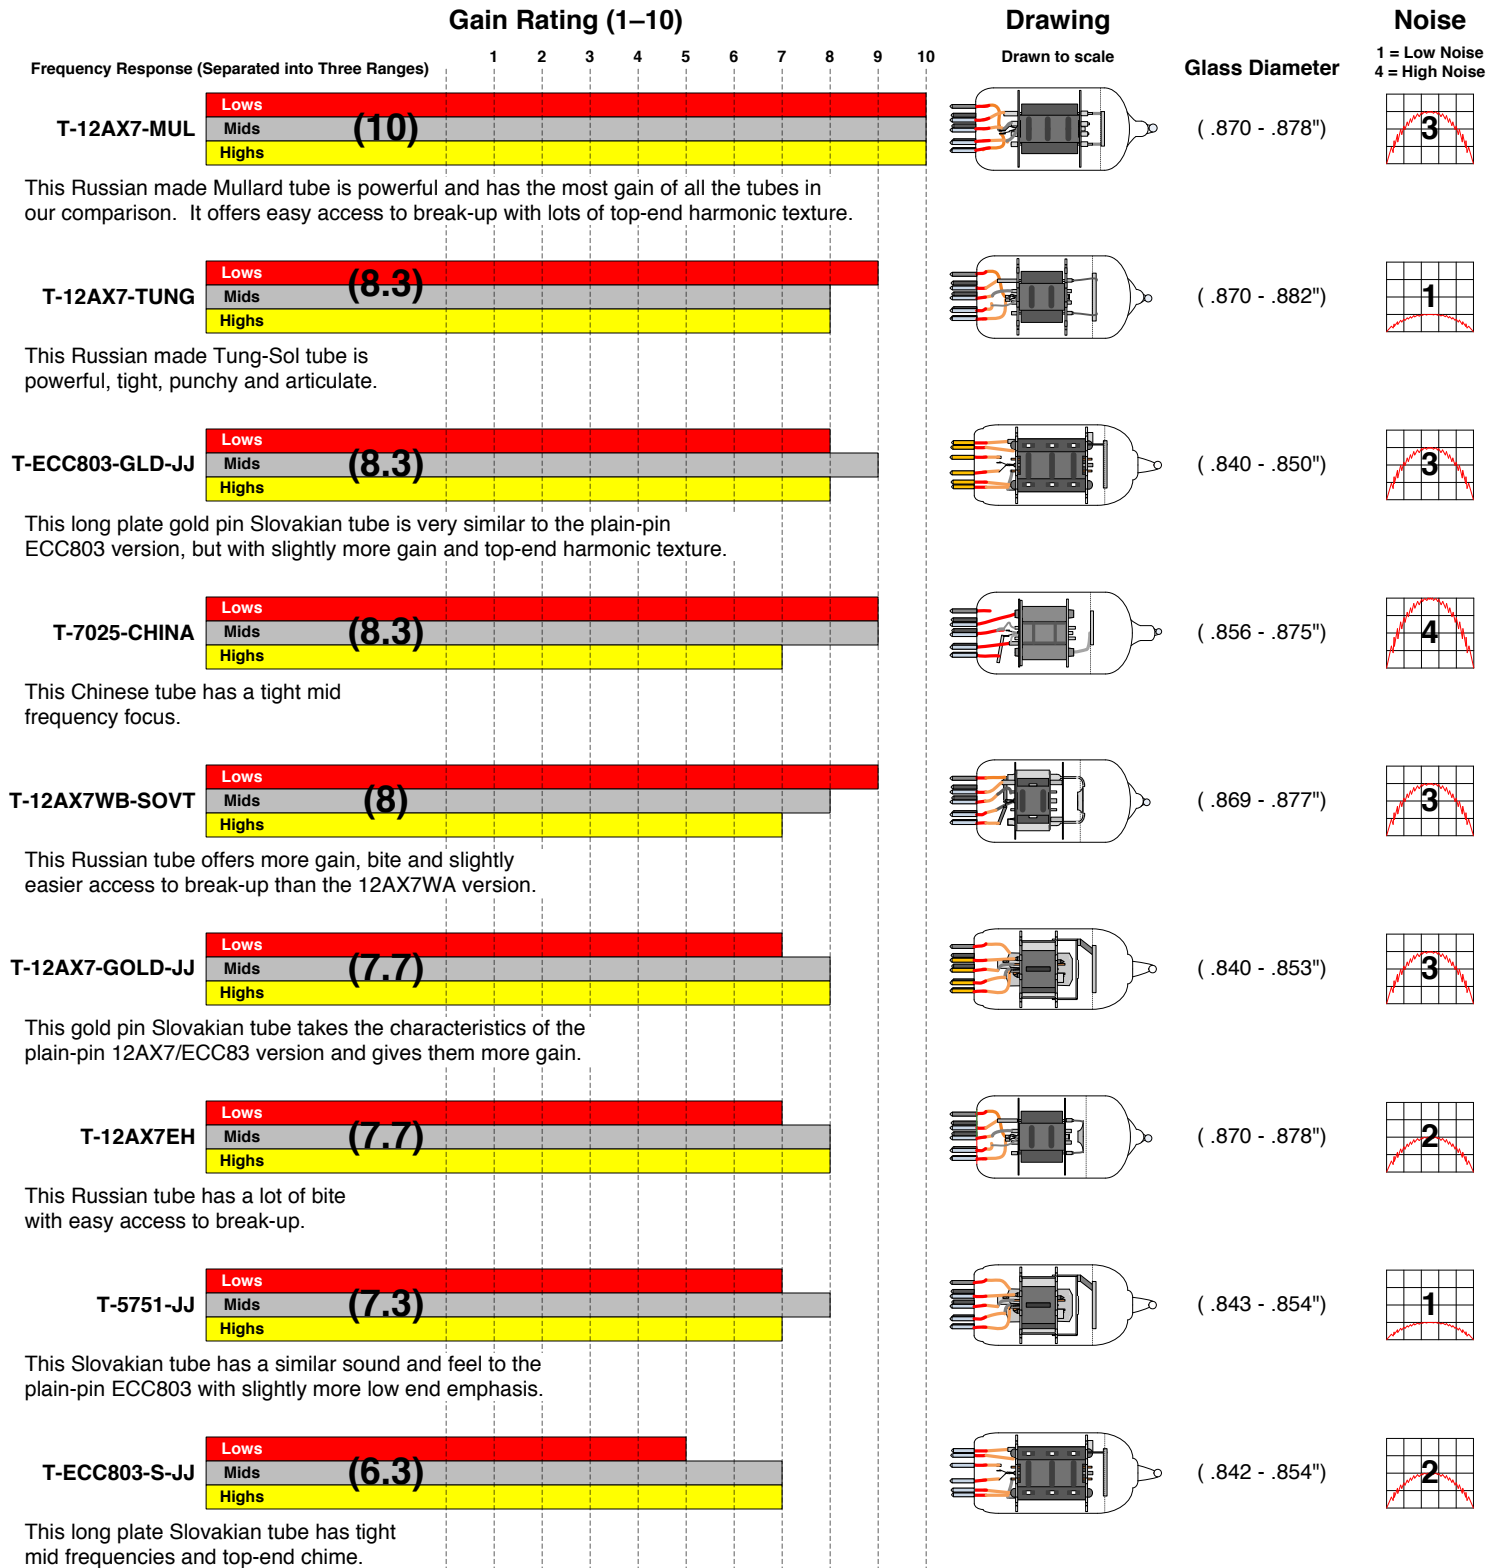 Gain Rating (1–10)
Drawing
Noise
1 2 3 4 5 6 7 8 9 10
Drawn to scale
1 = Low Noise
4 = High Noise
Frequency Response (Separated into Three Ranges)
Glass Diameter
T-12AX7-MUL
Lows
Mids
Highs
(10)
( .870 - .878")
3
This Russian made Mullard tube is powerful and has the most gain of all the tubes in
our comparison.  It offers easy access to break-up with lots of top-end harmonic texture.
T-12AX7-TUNG
Lows
Mids
Highs
(8.3)
( .870 - .882")
1
This Russian made Tung-Sol tube is
powerful, tight, punchy and articulate.
T-ECC803-GLD-JJ
Lows
Mids
Highs
(8.3)
( .840 - .850")
3
This long plate gold pin Slovakian tube is very similar to the plain-pin
ECC803 version, but with slightly more gain and top-end harmonic texture.
T-7025-CHINA
Lows
Mids
Highs
(8.3)
( .856 - .875")
4
This Chinese tube has a tight mid
frequency focus.
T-12AX7WB-SOVT
Lows
Mids
Highs
(8)
( .869 - .877")
3
This Russian tube offers more gain, bite and slightly
easier access to break-up than the 12AX7WA version.
T-12AX7-GOLD-JJ
Lows
Mids
Highs
(7.7)
( .840 - .853")
3
This gold pin Slovakian tube takes the characteristics of the
plain-pin 12AX7/ECC83 version and gives them more gain.
T-12AX7EH
Lows
Mids
Highs
(7.7)
( .870 - .878")
2
This Russian tube has a lot of bite
with easy access to break-up.
T-5751-JJ
Lows
Mids
Highs
(7.3)
( .843 - .854")
1
This Slovakian tube has a similar sound and feel to the
plain-pin ECC803 with slightly more low end emphasis.
T-ECC803-S-JJ
Lows
Mids
Highs
(6.3)
( .842 - .854")
2
This long plate Slovakian tube has tight
mid frequencies and top-end chime.